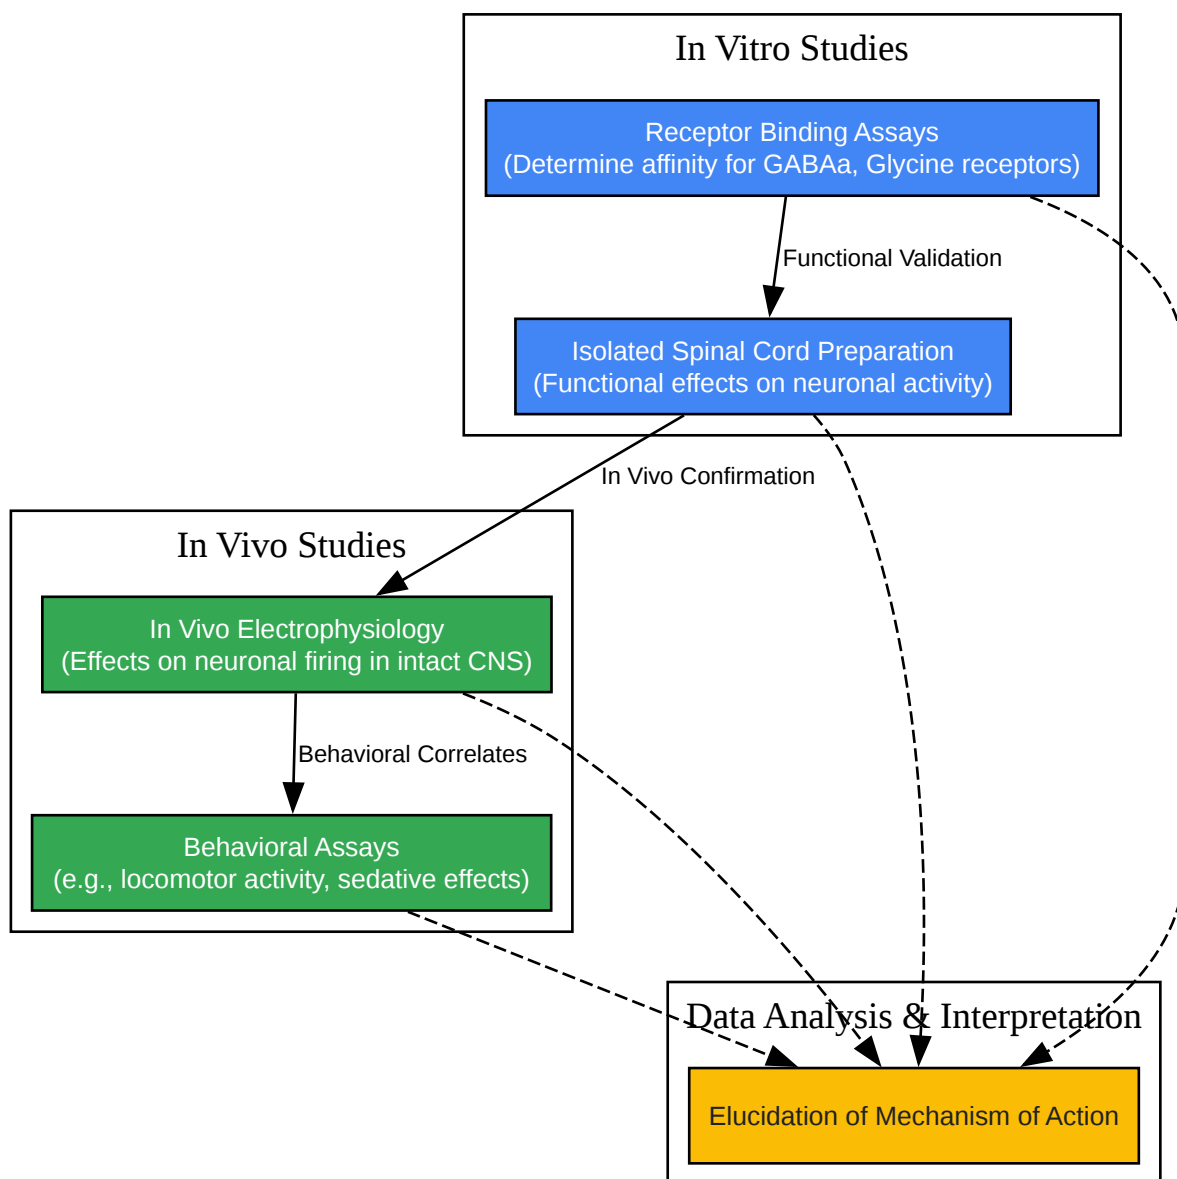 In Vitro Studies
Receptor Binding Assays
(Determine affinity for GABAa, Glycine receptors)
Functional Validation
Isolated Spinal Cord Preparation
(Functional effects on neuronal activity)
In Vivo Confirmation
In Vivo Studies
In Vivo Electrophysiology
(Effects on neuronal firing in intact CNS)
Behavioral Correlates
Behavioral Assays
(e.g., locomotor activity, sedative effects)
Data Analysis & Interpretation
Elucidation of Mechanism of Action